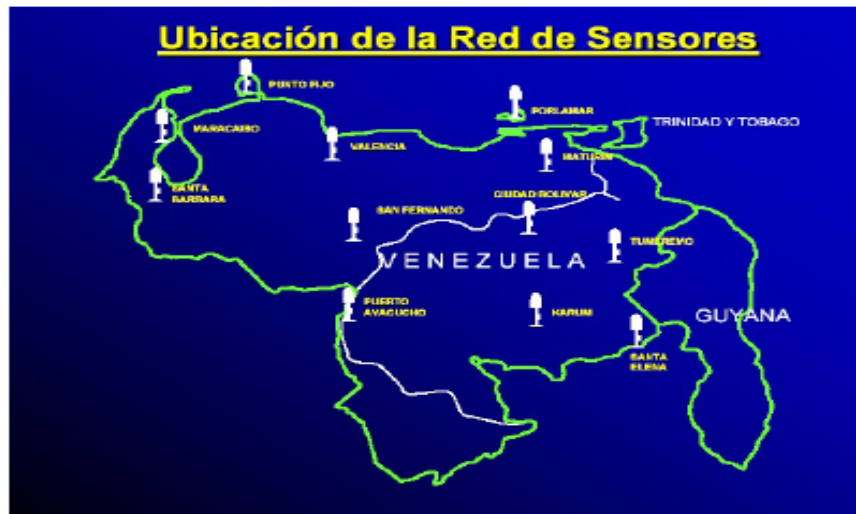 Ubicación de la Red de Sensores
PUNTO FIJO
PORLAMAR
TRINIDAD Y TOBAGO
MARACAIBO
VALENCIA
MATURIN
SANTA
BARBARA
CIUDAD BOLIVAR
SAN FERNANDO
TUMEREMO
VENEZUELA
PUERTO
AYACUCHO
KARUM
GUYANA
SANTA
ELENA